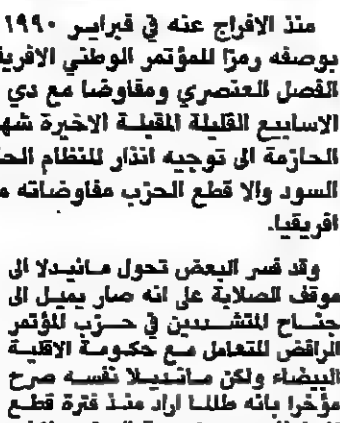 منذ الافراج عنه في فبراير ١٩٩٠
بوصفه رمزا للمؤتمر الوطني الافريقي
الفصل العنصري ومفاوضا مع دي
الاسابيع القليلة المقبلة الاخيرة شه
الحازمة الى توجيه انذار للنظام الح
السود والا قطع الحزب مفاوضاته م
افريقيا.
وقد فسر البعض تحول مانيدلا الى
موقف الصلابة على انه صار يميل الى
جناح المتشددين في حزب المؤتمر
الرافض للتعامل مع حكومة الاقلية
البيضاء ولكن مانديلا نفسه صرح
مؤخرا بانه طالما اراد منذ فترة قطع